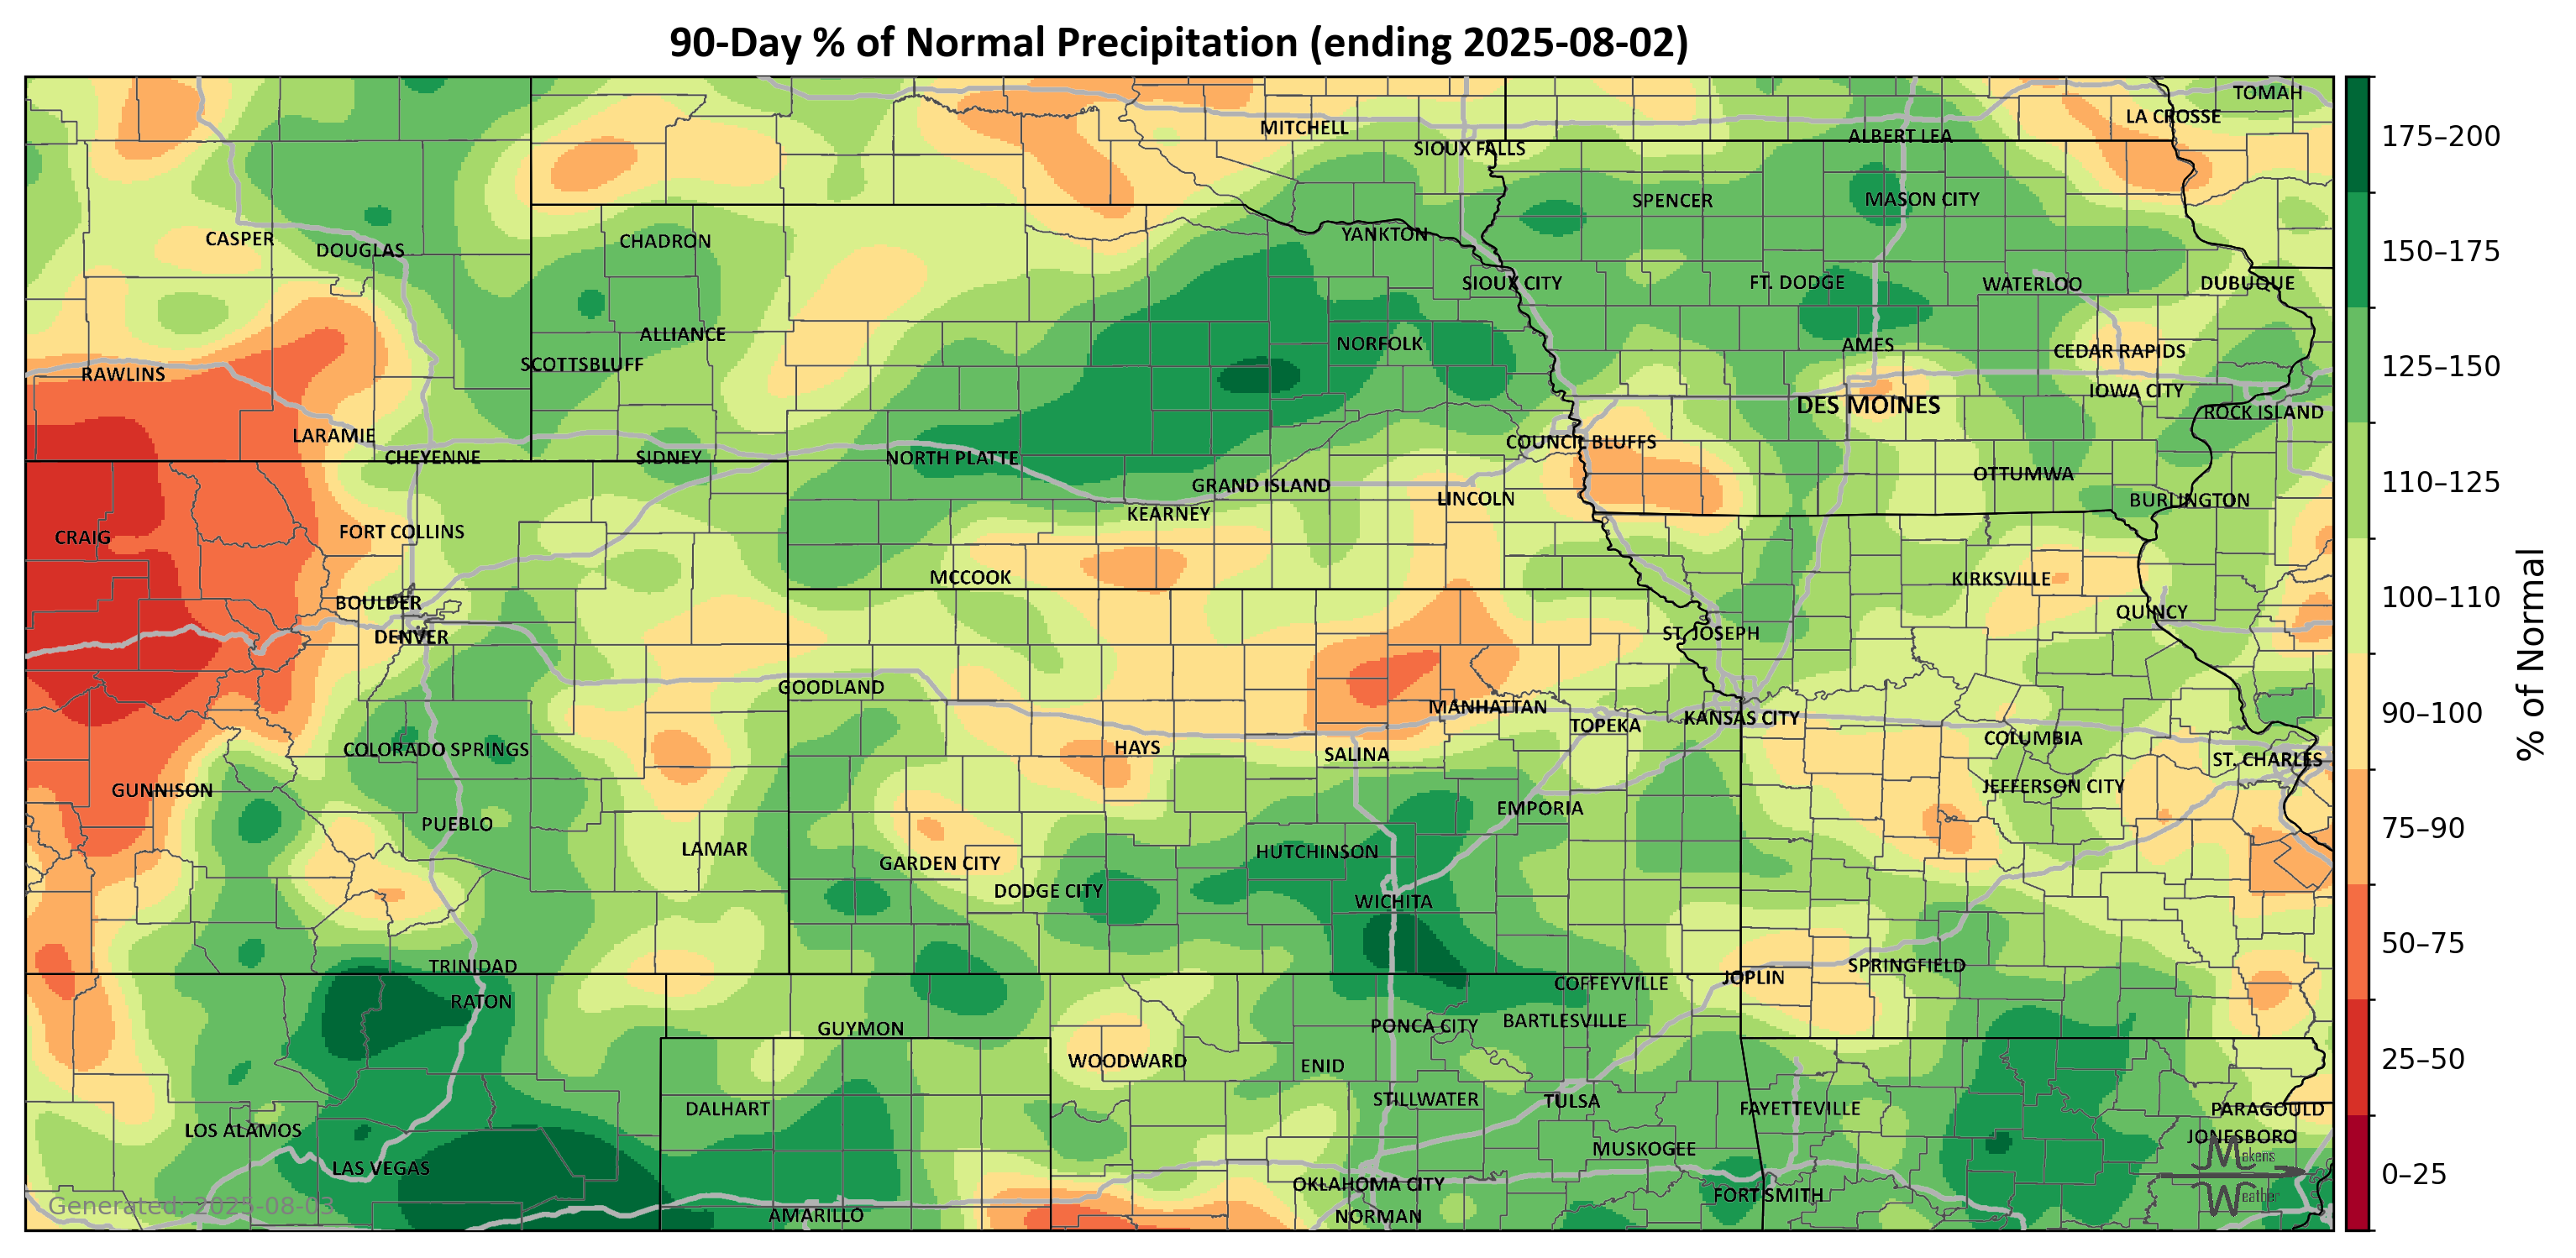 90-Day % of Normal Precipitation (ending 2025-08-02)
TOMAH
LA CROSSE
MITCHELL
ALBERT LEA
SIOUX FALLS
SPENCER
MASON CITY
YANKTON
CASPER
CHADRON
DOUGLAS
SIOUX CITY
FT. DODGE
WATERLOO
DUBUQUE
ALLIANCE
NORFOLK
AMES
CEDAR RAPIDS
SCOTTSBLUFF
RAWLINS
IOWA CITY
DES MOINES
ROCK ISLAND
LARAMIE
COUNCIL BLUFFS
CHEYENNE
SIDNEY
NORTH PLATTE
OTTUMWA
GRAND ISLAND
LINCOLN
BURLINGTON
KEARNEY
CRAIG
FORT COLLINS
MCCOOK
KIRKSVILLE
BOULDER
QUINCY
DENVER
ST. JOSEPH
GOODLAND
MANHATTAN
TOPEKA
KANSAS CITY
COLORADO SPRINGS
HAYS
SALINA
COLUMBIA
ST. CHARLES
GUNNISON
JEFFERSON CITY
EMPORIA
PUEBLO
LAMAR
HUTCHINSON
GARDEN CITY
DODGE CITY
WICHITA
TRINIDAD
SPRINGFIELD
JOPLIN
COFFEYVILLE
RATON
GUYMON
PONCA CITY
BARTLESVILLE
WOODWARD
ENID
DALHART
STILLWATER
TULSA
FAYETTEVILLE
PARAGOULD
LOS ALAMOS
JONESBORO
MUSKOGEE
LAS VEGAS
OKLAHOMA CITY
FORT SMITH
AMARILLO
NORMAN
Makens
Weather
Generated: 2025-08-03
175–200
150–175
125–150
110–125
100–110
90–100
75–90
50–75
25–50
0–25
% of Normal